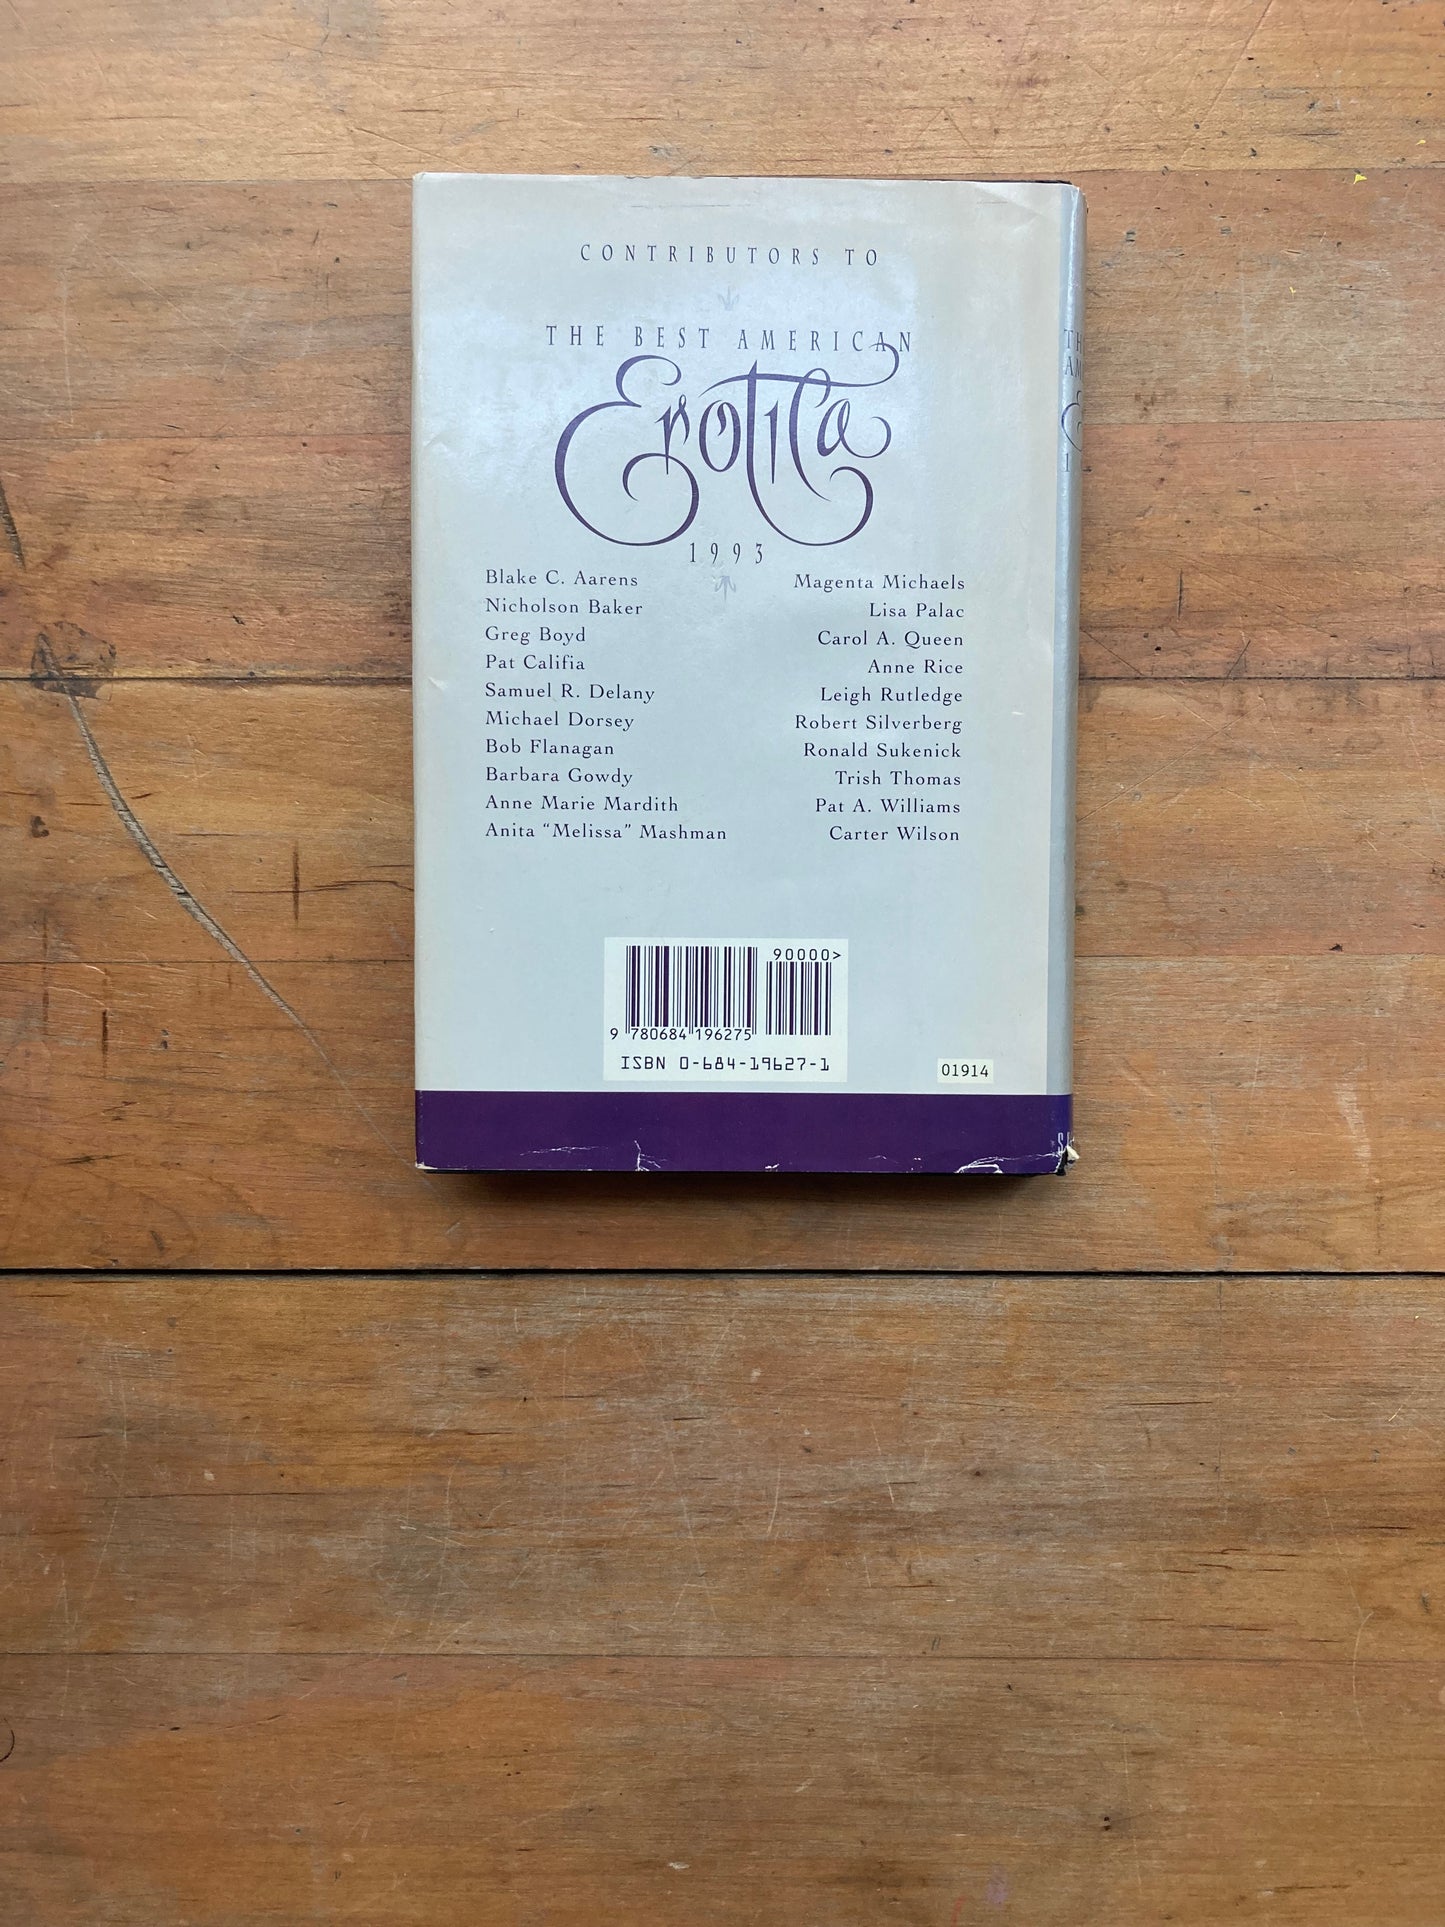 CONTRIBUTORS TO
THE BEST AMERICAN
Erotica
1993
Blake C. Aarens
Nicholson Baker
Greg Boyd
Pat Califia
Samuel R. Delany
Michael Dorsey
Bob Flanagan
Barbara Gowdy
Anne Marie Mardith
Anita “Melissa” Mashman
Magenta Michaels
Lisa Palac
Carol A. Queen
Anne Rice
Leigh Rutledge
Robert Silverberg
Ronald Sukenick
Trish Thomas
Pat A. Williams
Carter Wilson
90000>
9 780684 196275
ISBN 0-684-19627-1
01914